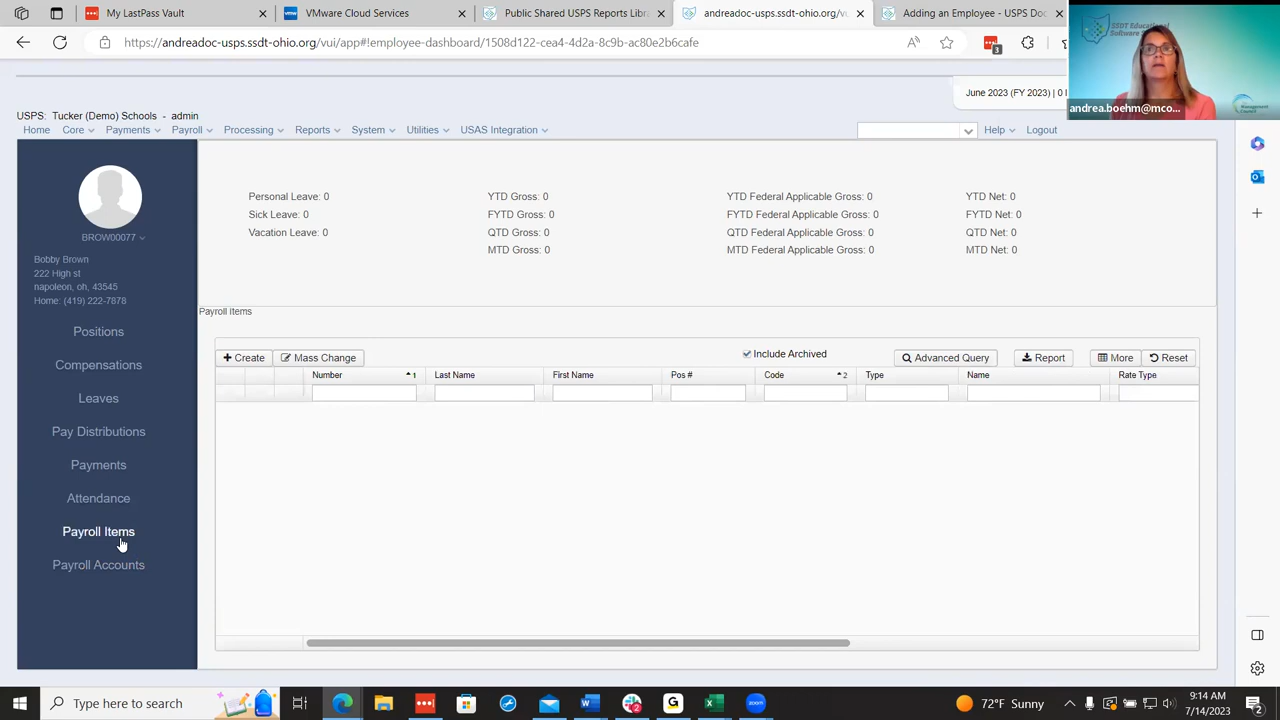 My LastPass Vault
VMware Cloud Services
Public Shared USPS Reports Libra
andreadoc-usps.ssdt-ohio.org/vu
Adding an Employee - USPS Doc
https://andreadoc-usps.ssdt-ohio.org/vui/app#!employee-dashboard/1508d122-cea4-4d2a-8c9b-ac80e2b6cafe
3
SSDT Educational
Software
andrea.boehm@mco...
June 2023 (FY 2023) | 0
USPS: Tucker (Demo) Schools - admin
Home Core Payments Payroll Processing Reports System Utilities USAS Integration Help Logout
BROW00077
Bobby Brown
222 High st
napoleon, oh, 43545
Home: (419) 222-7878
Positions
Compensations
Leaves
Pay Distributions
Payments
Attendance
Payroll Items
Payroll Accounts
Personal Leave: 0 YTD Gross: 0 YTD Federal Applicable Gross: 0 YTD Net: 0
Sick Leave: 0 FYTD Gross: 0 FYTD Federal Applicable Gross: 0 FYTD Net: 0
Vacation Leave: 0 QTD Gross: 0 QTD Federal Applicable Gross: 0 QTD Net: 0
MTD Gross: 0 MTD Federal Applicable Gross: 0 MTD Net: 0
Payroll Items
Create Mass Change Include Archived Advanced Query Report More Reset
Number 1 Last Name First Name Pos # Code 2 Type Name Rate Type
Type here to search
72°F Sunny
9:14 AM
7/14/2023
2